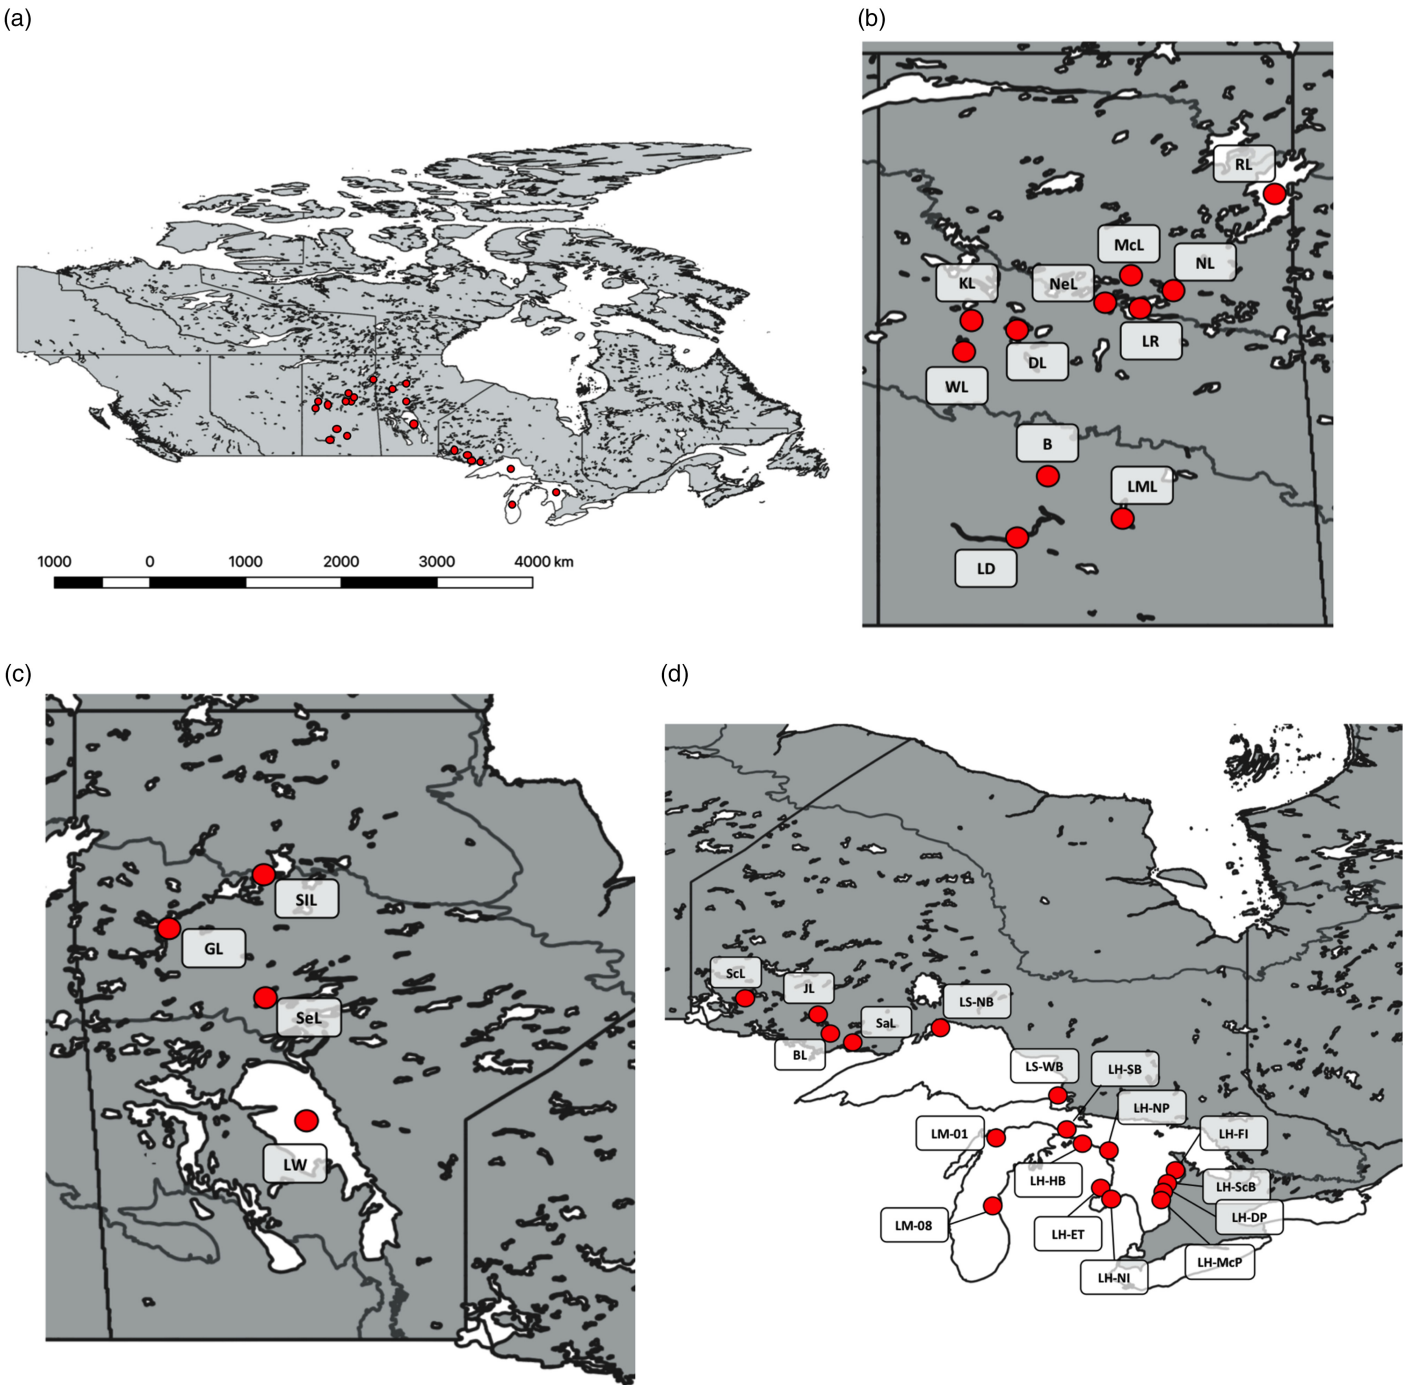 (a)
1000 0 1000 2000 3000 4000 km
(b)
RL
McL
NL
KL
NeL
LR
DL
WL
B
LML
LD
(c)
SIL
GL
SeL
LW
(d)
ScL
JL
LS-NB
SaL
BL
LS-WB
LH-SB
LH-NP
LM-01
LH-FI
LH-HB
LH-ScB
LH-DP
LM-08
LH-ET
LH-McP
LH-NI